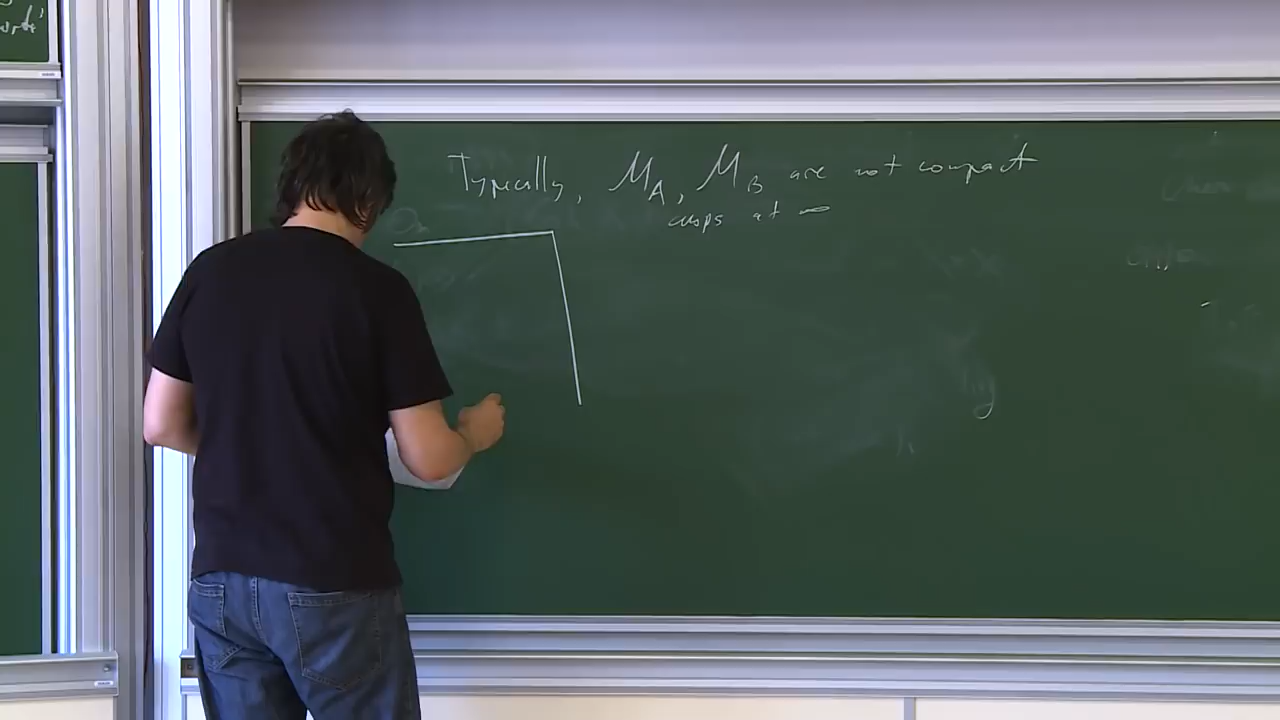 Typically, M_A, M_B are not compact
cusps at ∞